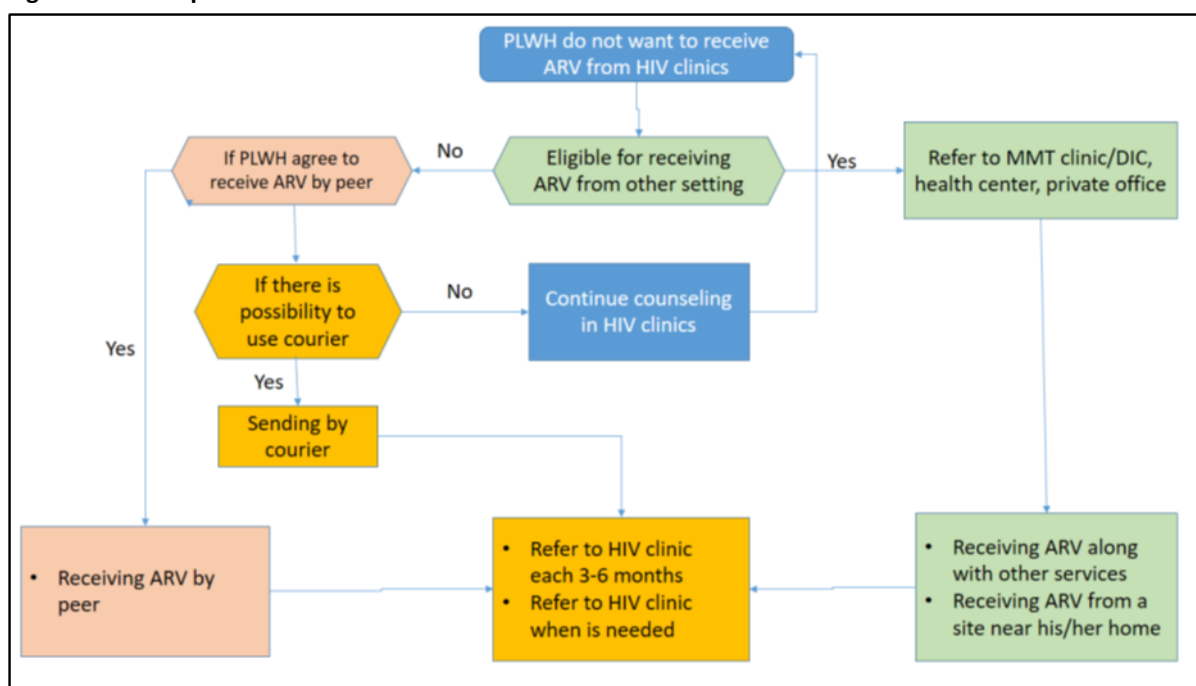 PLWH do not want to receive
ARV from HIV clinics
If PLWH agree to
receive ARV by peer
No
Eligible for receiving
ARV from other setting
Yes
Refer to MMT clinic/DIC,
health center, private office
If there is
possibility to
use courier
No
Continue counseling
in HIV clinics
Yes
Yes
Sending by
courier
• Receiving ARV by
peer
• Refer to HIV clinic
each 3-6 months
• Refer to HIV clinic
when is needed
• Receiving ARV along
with other services
• Receiving ARV from a
site near his/her home